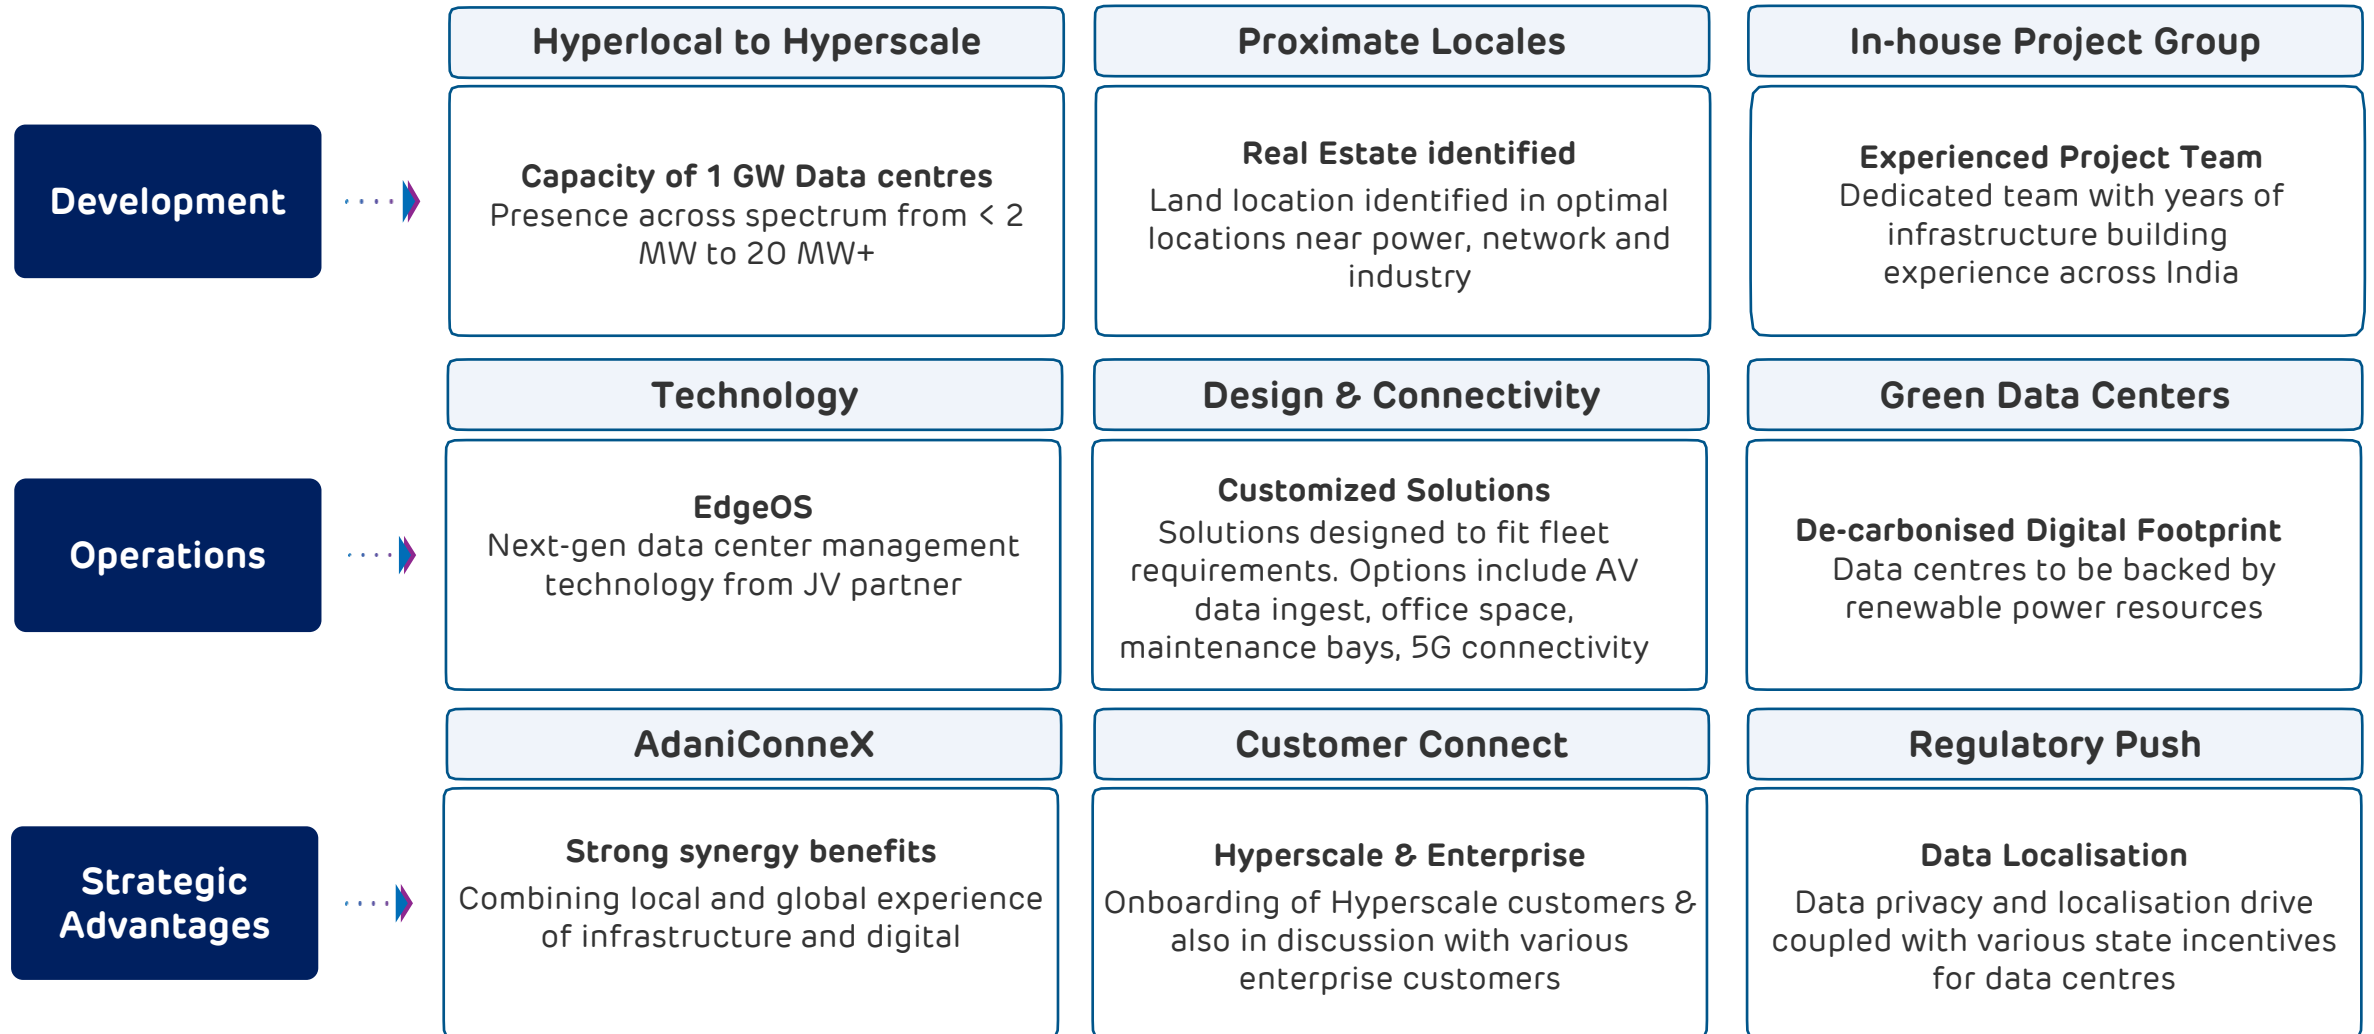 Hyperlocal to Hyperscale
Proximate Locales
In-house Project Group
Development
Capacity of 1 GW Data centres
Presence across spectrum from < 2
MW to 20 MW+
Real Estate identified
Land location identified in optimal
locations near power, network and
industry
Experienced Project Team
Dedicated team with years of
infrastructure building
experience across India
Technology
Design & Connectivity
Green Data Centers
Operations
EdgeOS
Next-gen data center management
technology from JV partner
Customized Solutions
Solutions designed to fit fleet
requirements. Options include AV
data ingest, office space,
maintenance bays, 5G connectivity
De-carbonised Digital Footprint
Data centres to be backed by
renewable power resources
AdaniConneX
Customer Connect
Regulatory Push
Strategic
Advantages
Strong synergy benefits
Combining local and global experience
of infrastructure and digital
Hyperscale & Enterprise
Onboarding of Hyperscale customers &
also in discussion with various
enterprise customers
Data Localisation
Data privacy and localisation drive
coupled with various state incentives
for data centres